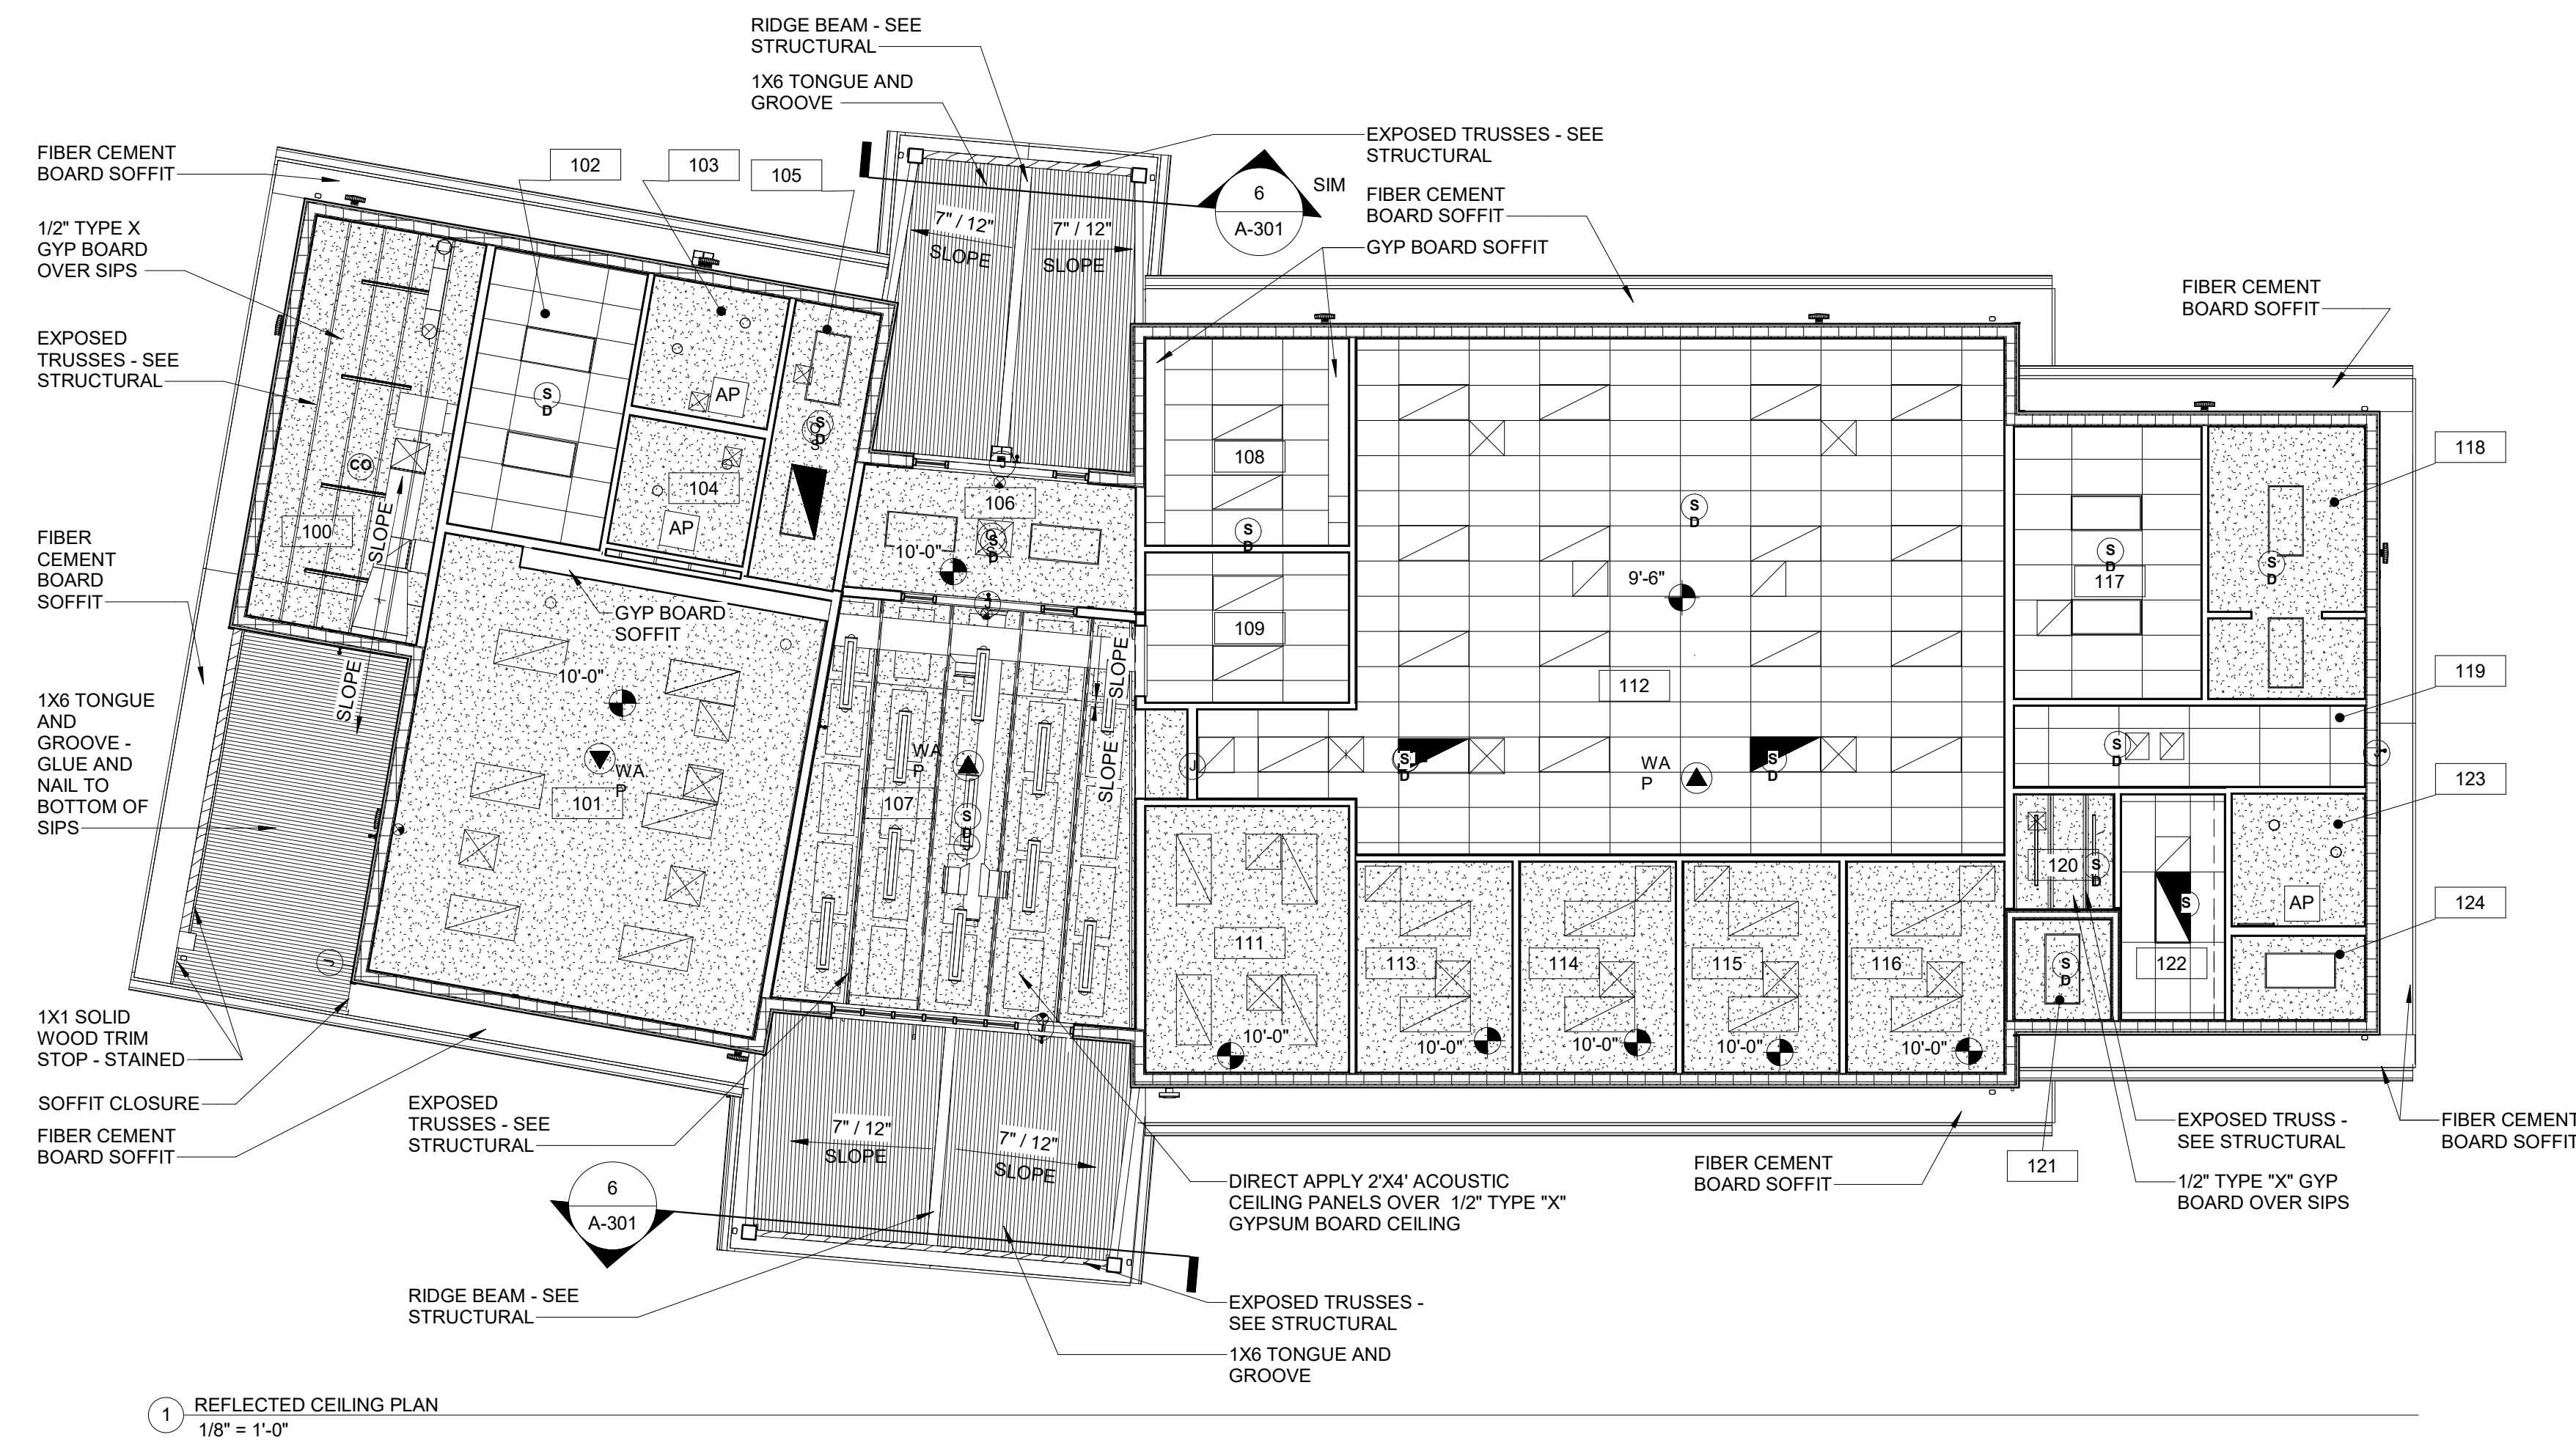 RIDGE BEAM - SEE
STRUCTURAL
1X6 TONGUE AND
GROOVE
EXPOSED TRUSSES - SEE
STRUCTURAL
6
A-301
SIM
FIBER CEMENT
BOARD SOFFIT
GYP BOARD SOFFIT
FIBER CEMENT
BOARD SOFFIT
102
103
105
FIBER CEMENT
BOARD SOFFIT
1/2" TYPE X
GYP BOARD
OVER SIPS
EXPOSED
TRUSSES - SEE
STRUCTURAL
FIBER
CEMENT
BOARD
SOFFIT
1X6 TONGUE
AND
GROOVE -
GLUE AND
NAIL TO
BOTTOM OF
SIPS
1X1 SOLID
WOOD TRIM
STOP - STAINED
SOFFIT CLOSURE
FIBER CEMENT
BOARD SOFFIT
7" / 12"
SLOPE
7" / 12"
SLOPE
S
D
AP
104
AP
S
D
CO
100
SLOPE
SLOPE
J
106
10'-0"
S
D
GYP BOARD
SOFFIT
10'-0"
WA
P
101
J
WA
P
107
S
D
SLOPE
SLOPE
108
S
D
109
J
S
D
9'-6"
112
S
D
WA
P
S
D
111
10'-0"
113
10'-0"
114
10'-0"
115
10'-0"
116
10'-0"
S
D
117
S
D
118
119
S
D
J
123
120
S
D
AP
124
S
122
S
D
121
7" / 12"
SLOPE
7" / 12"
SLOPE
EXPOSED
TRUSSES - SEE
STRUCTURAL
6
A-301
RIDGE BEAM - SEE
STRUCTURAL
DIRECT APPLY 2'X4' ACOUSTIC
CEILING PANELS OVER 1/2" TYPE "X"
GYPSUM BOARD CEILING
EXPOSED TRUSSES -
SEE STRUCTURAL
1X6 TONGUE AND
GROOVE
FIBER CEMENT
BOARD SOFFIT
EXPOSED TRUSS -
SEE STRUCTURAL
1/2" TYPE "X" GYP
BOARD OVER SIPS
FIBER CEMENT
BOARD SOFFIT
1
REFLECTED CEILING PLAN
1/8" = 1'-0"